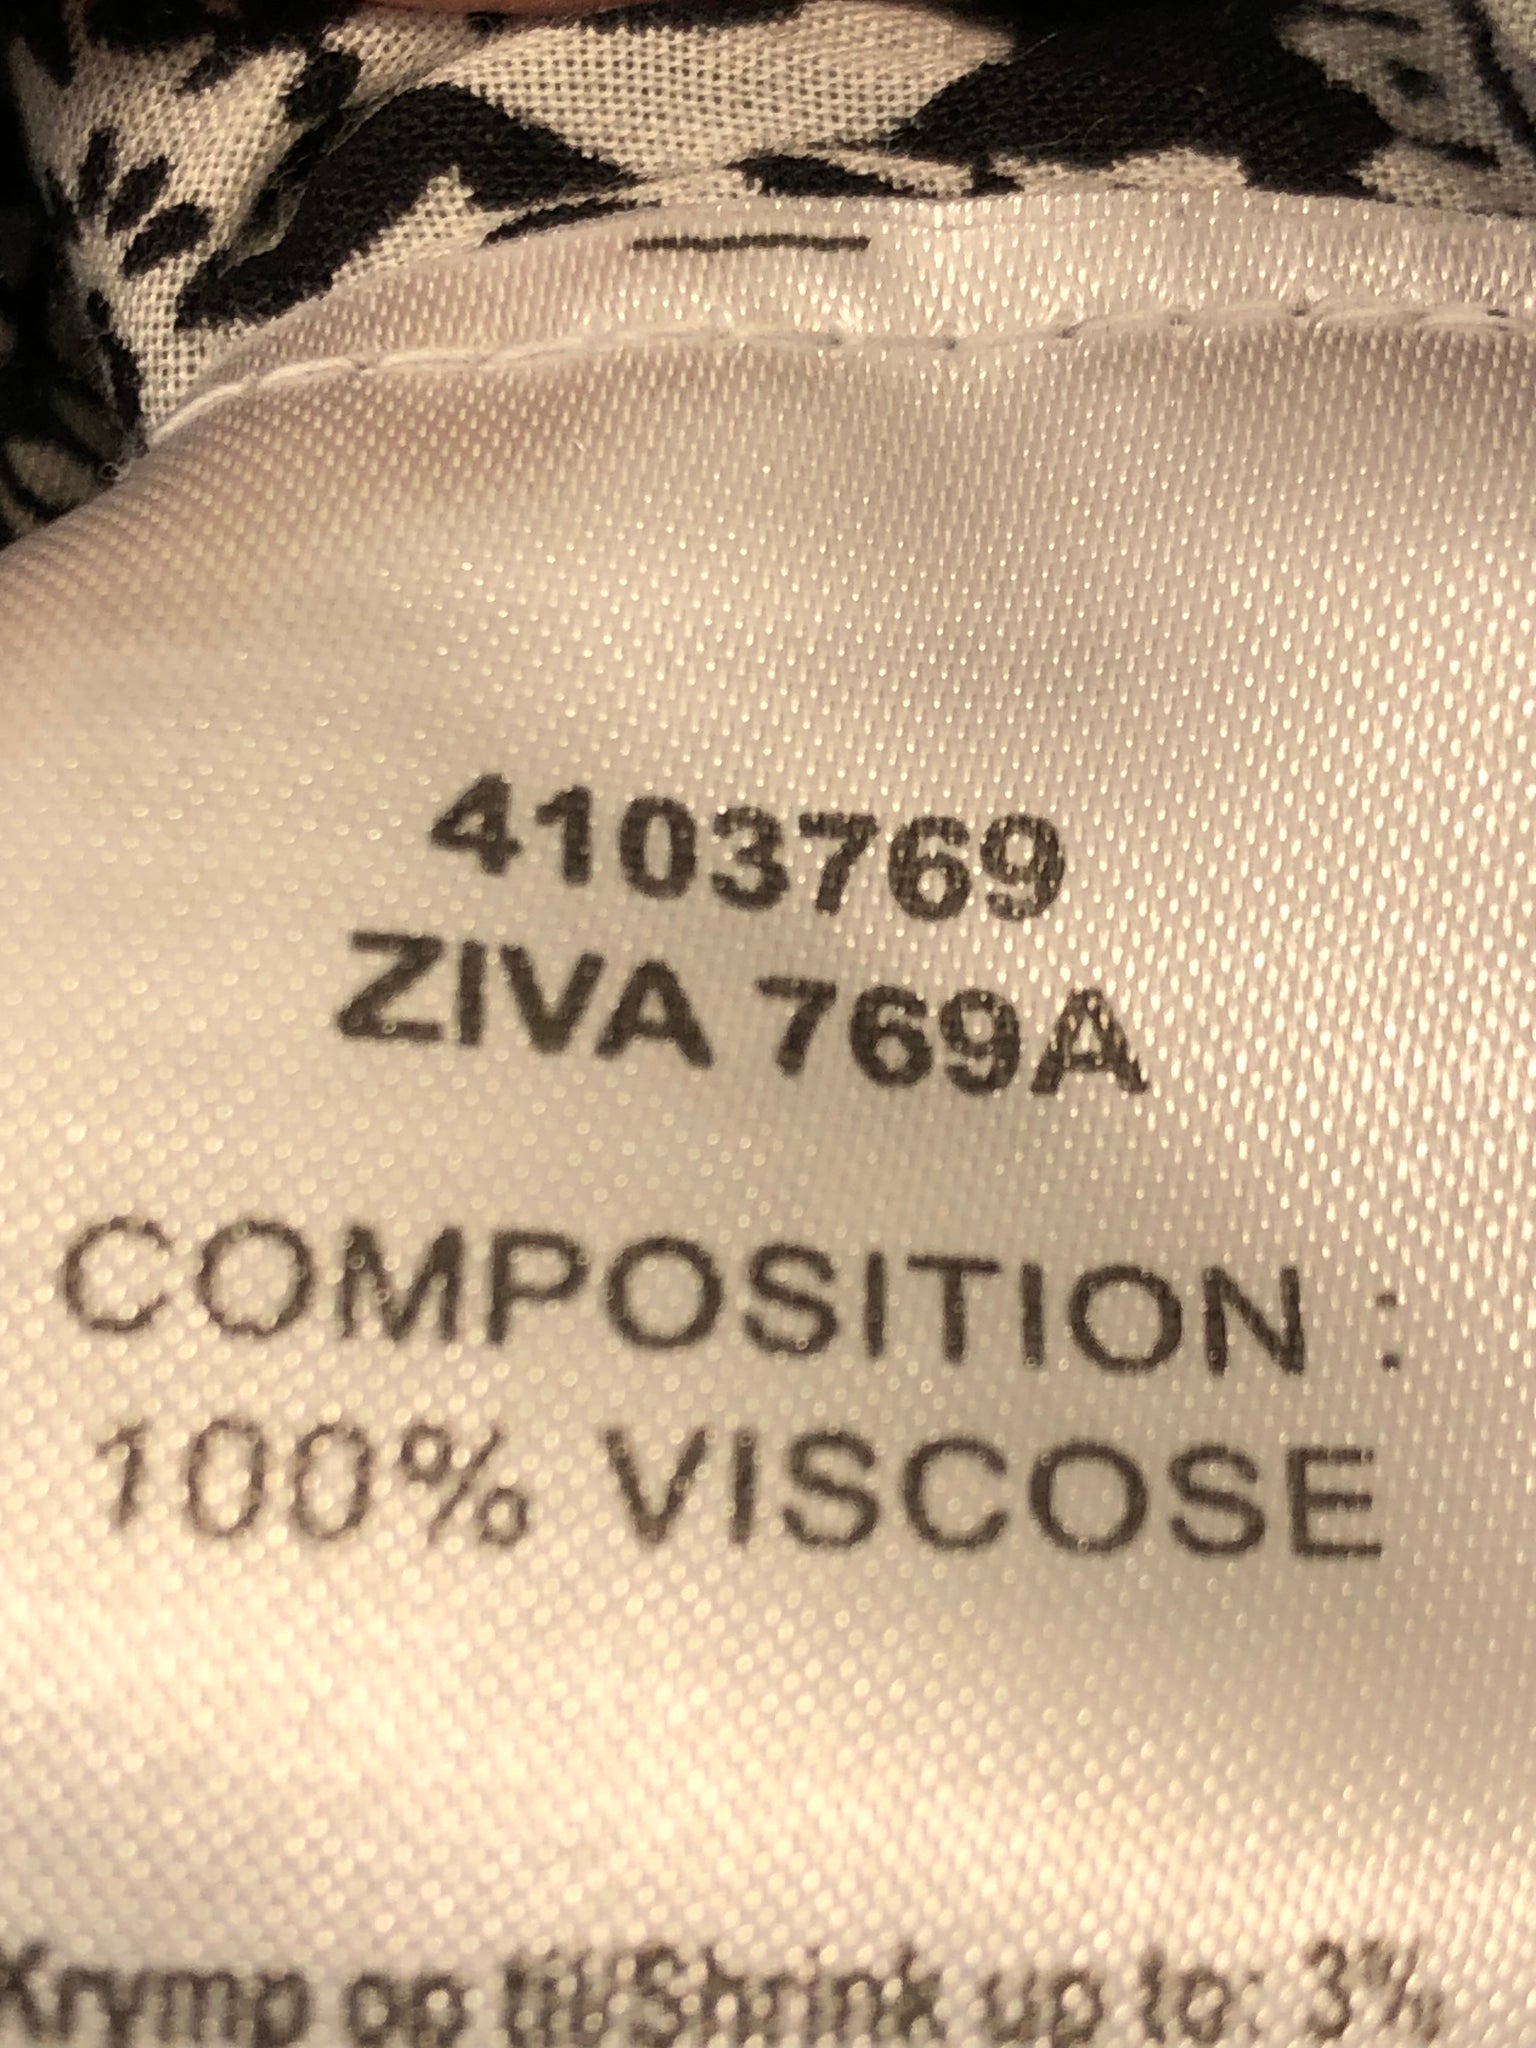 4103769
ZIVA 769A
COMPOSITION :
100% VISCOSE
Krymp op til/Shrink up to: 3%